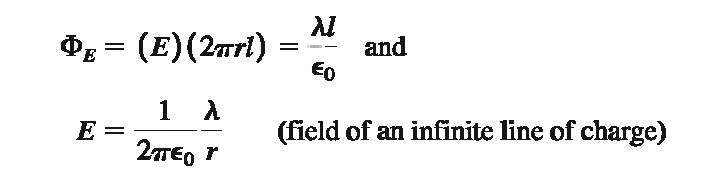 Φ_E = (E)(2πrl) = λl/ϵ₀ and
E = 1/2πϵ₀ λ/r (field of an infinite line of charge)